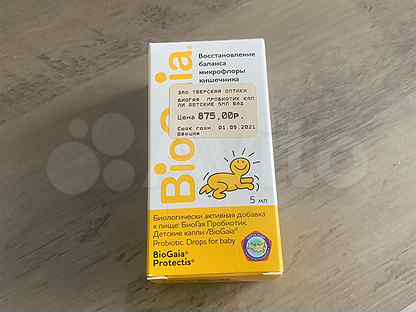 BioGaia®
Восстановление
баланса
микрофлоры
кишечника
ЗАО ТВЕРСКАЯ ОПТИКА
БИОГАЯ ПРОБИОТИК КАП
ЛИ ДЕТСКИЕ 5МЛ БАД
Цена 875,00р.
Срок годн 01.09.2021
Швеция
5 мл
Биологически активная добавка
к пище: БиоГая Пробиотик.
Детские капли /BioGaia®
Probiotic Drops for baby
BioGaia®
Protectis®
Avito